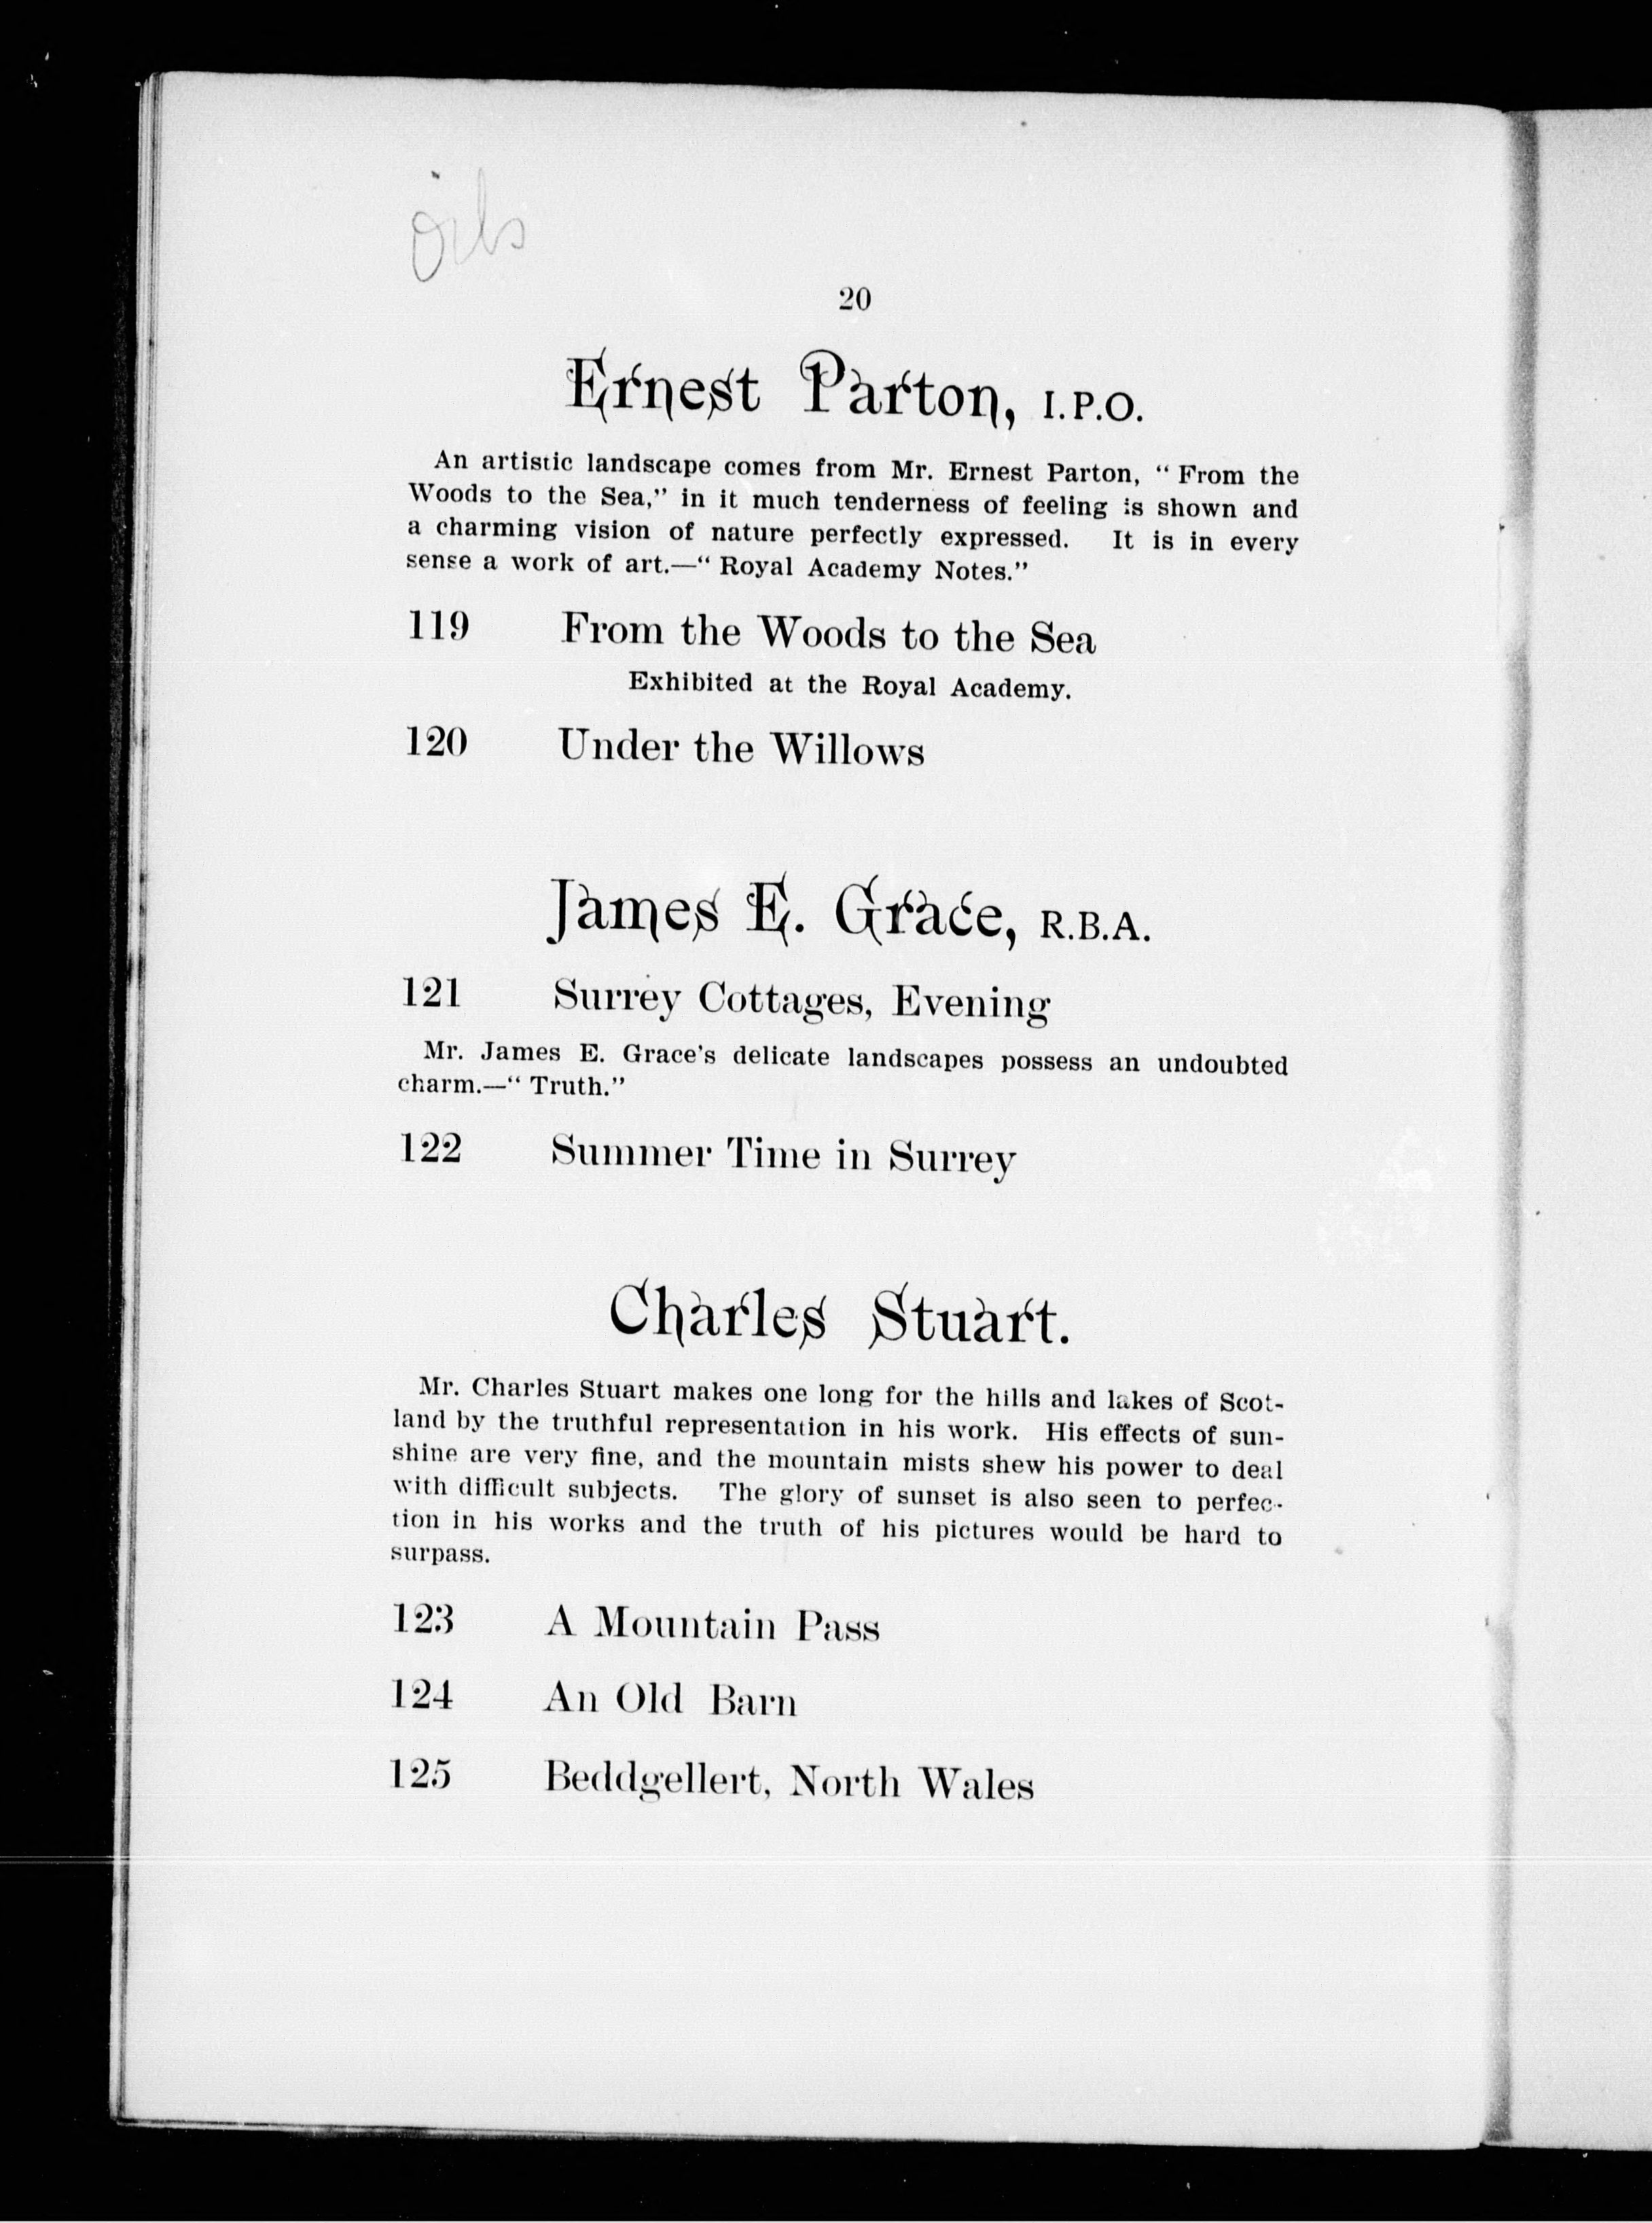 oils
20
Ernest Parton, I.P.O.
An artistic landscape comes from Mr. Ernest Parton, “ From the
Woods to the Sea,” in it much tenderness of feeling is shown and
a charming vision of nature perfectly expressed. It is in every
sense a work of art.—“ Royal Academy Notes.”
119 From the Woods to the Sea
Exhibited at the Royal Academy.
120 Under the Willows
James E. Grace, R.B.A.
121 Surrey Cottages, Evening
Mr. James E. Grace’s delicate landscapes possess an undoubted
charm.—“ Truth.”
122 Summer Time in Surrey
Charles Stuart.
Mr. Charles Stuart makes one long for the hills and lakes of Scot-
land by the truthful representation in his work. His effects of sun-
shine are very fine, and the mountain mists shew his power to deal
with difficult subjects. The glory of sunset is also seen to perfec-
tion in his works and the truth of his pictures would be hard to
surpass.
123 A Mountain Pass
124 An Old Barn
125 Beddgellert, North Wales